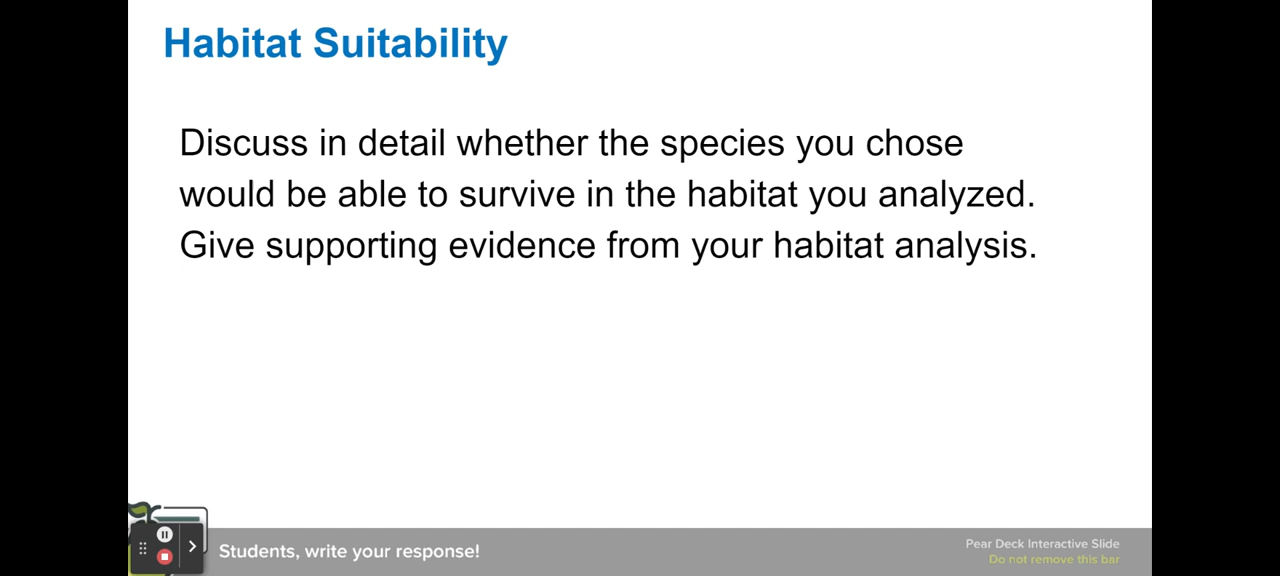 Habitat Suitability
Discuss in detail whether the species you chose
would be able to survive in the habitat you analyzed.
Give supporting evidence from your habitat analysis.
Students, write your response!
Pear Deck Interactive Slide
Do not remove this bar